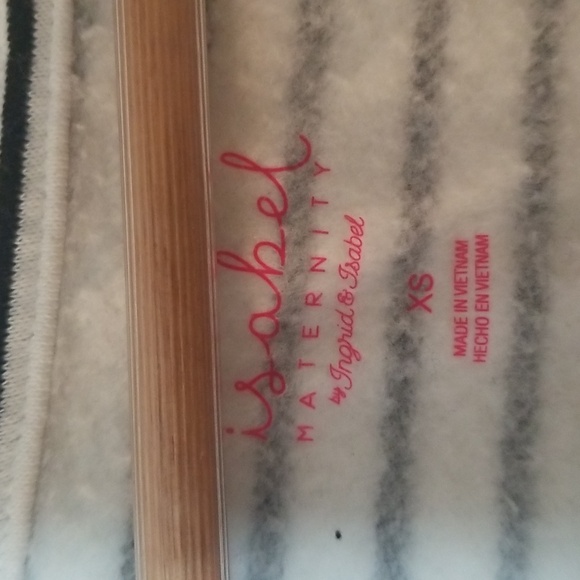 isabel
MATERNITY
by Ingrid & Isabel
XS
MADE IN VIETNAM
HECHO EN VIETNAM